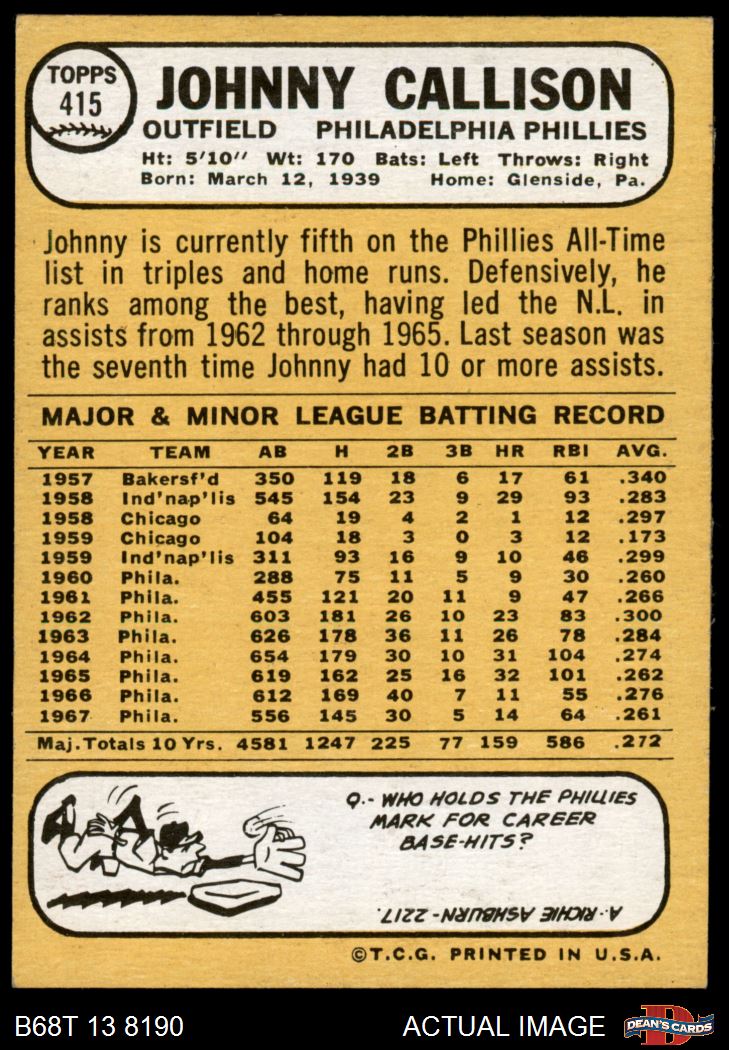 TOPPS
415
JOHNNY CALLISON
OUTFIELD PHILADELPHIA PHILLIES
Ht: 5'10" Wt: 170 Bats: Left Throws: Right
Born: March 12, 1939 Home: Glenside, Pa.
Johnny is currently fifth on the Phillies All-Time
list in triples and home runs. Defensively, he
ranks among the best, having led the N.L. in
assists from 1962 through 1965. Last season was
the seventh time Johnny had 10 or more assists.
MAJOR & MINOR LEAGUE BATTING RECORD
YEAR TEAM AB H 2B 3B HR RBI AVG.
1957 Bakersf'd 350 119 18 6 17 61 .340
1958 Ind'nap'lis 545 154 23 9 29 93 .283
1958 Chicago 64 19 4 2 1 12 .297
1959 Chicago 104 18 3 0 3 12 .173
1959 Ind'nap'lis 311 93 16 9 10 46 .299
1960 Phila. 288 75 11 5 9 30 .260
1961 Phila. 455 121 20 11 9 47 .266
1962 Phila. 603 181 26 10 23 83 .300
1963 Phila. 626 178 36 11 26 78 .284
1964 Phila. 654 179 30 10 31 104 .274
1965 Phila. 619 162 25 16 32 101 .262
1966 Phila. 612 169 40 7 11 55 .276
1967 Phila. 556 145 30 5 14 64 .261
Maj. Totals 10 Yrs. 4581 1247 225 77 159 586 .272
Q.- WHO HOLDS THE PHILLIES
MARK FOR CAREER
BASE-HITS?
A.- RICHIE ASHBURN - 2217.
©T.C.G. PRINTED IN U.S.A.
B68T 13 8190 ACTUAL IMAGE
D
DEAN'S CARDS